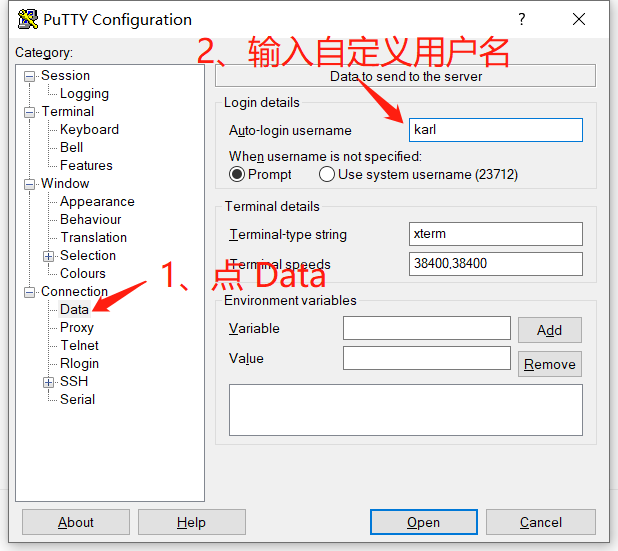 PuTTY Configuration
?
Category:
Session
Logging
Terminal
Keyboard
Bell
Features
Window
Appearance
Behaviour
Translation
Selection
Colours
Connection
Data
Proxy
Telnet
Rlogin
SSH
Serial
2、输入自定义用户名
Data to send to the server
Login details
Auto-login username
karl
When username is not specified:
Prompt
Use system username (23712)
Terminal details
Terminal-type string
xterm
Terminal speeds
38400,38400
1、点 Data
Environment variables
Variable
Add
Value
Remove
About
Help
Open
Cancel